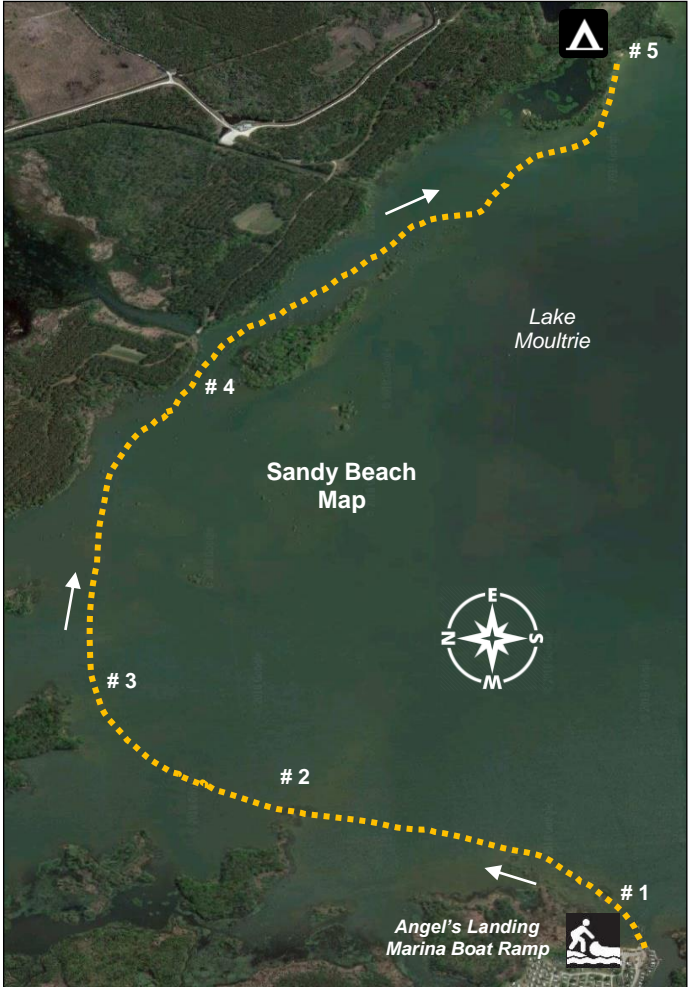 # 5
Lake
Moultrie
# 4
Sandy Beach
Map
E
N
S
W
# 3
# 2
# 1
Angel's Landing
Marina Boat Ramp